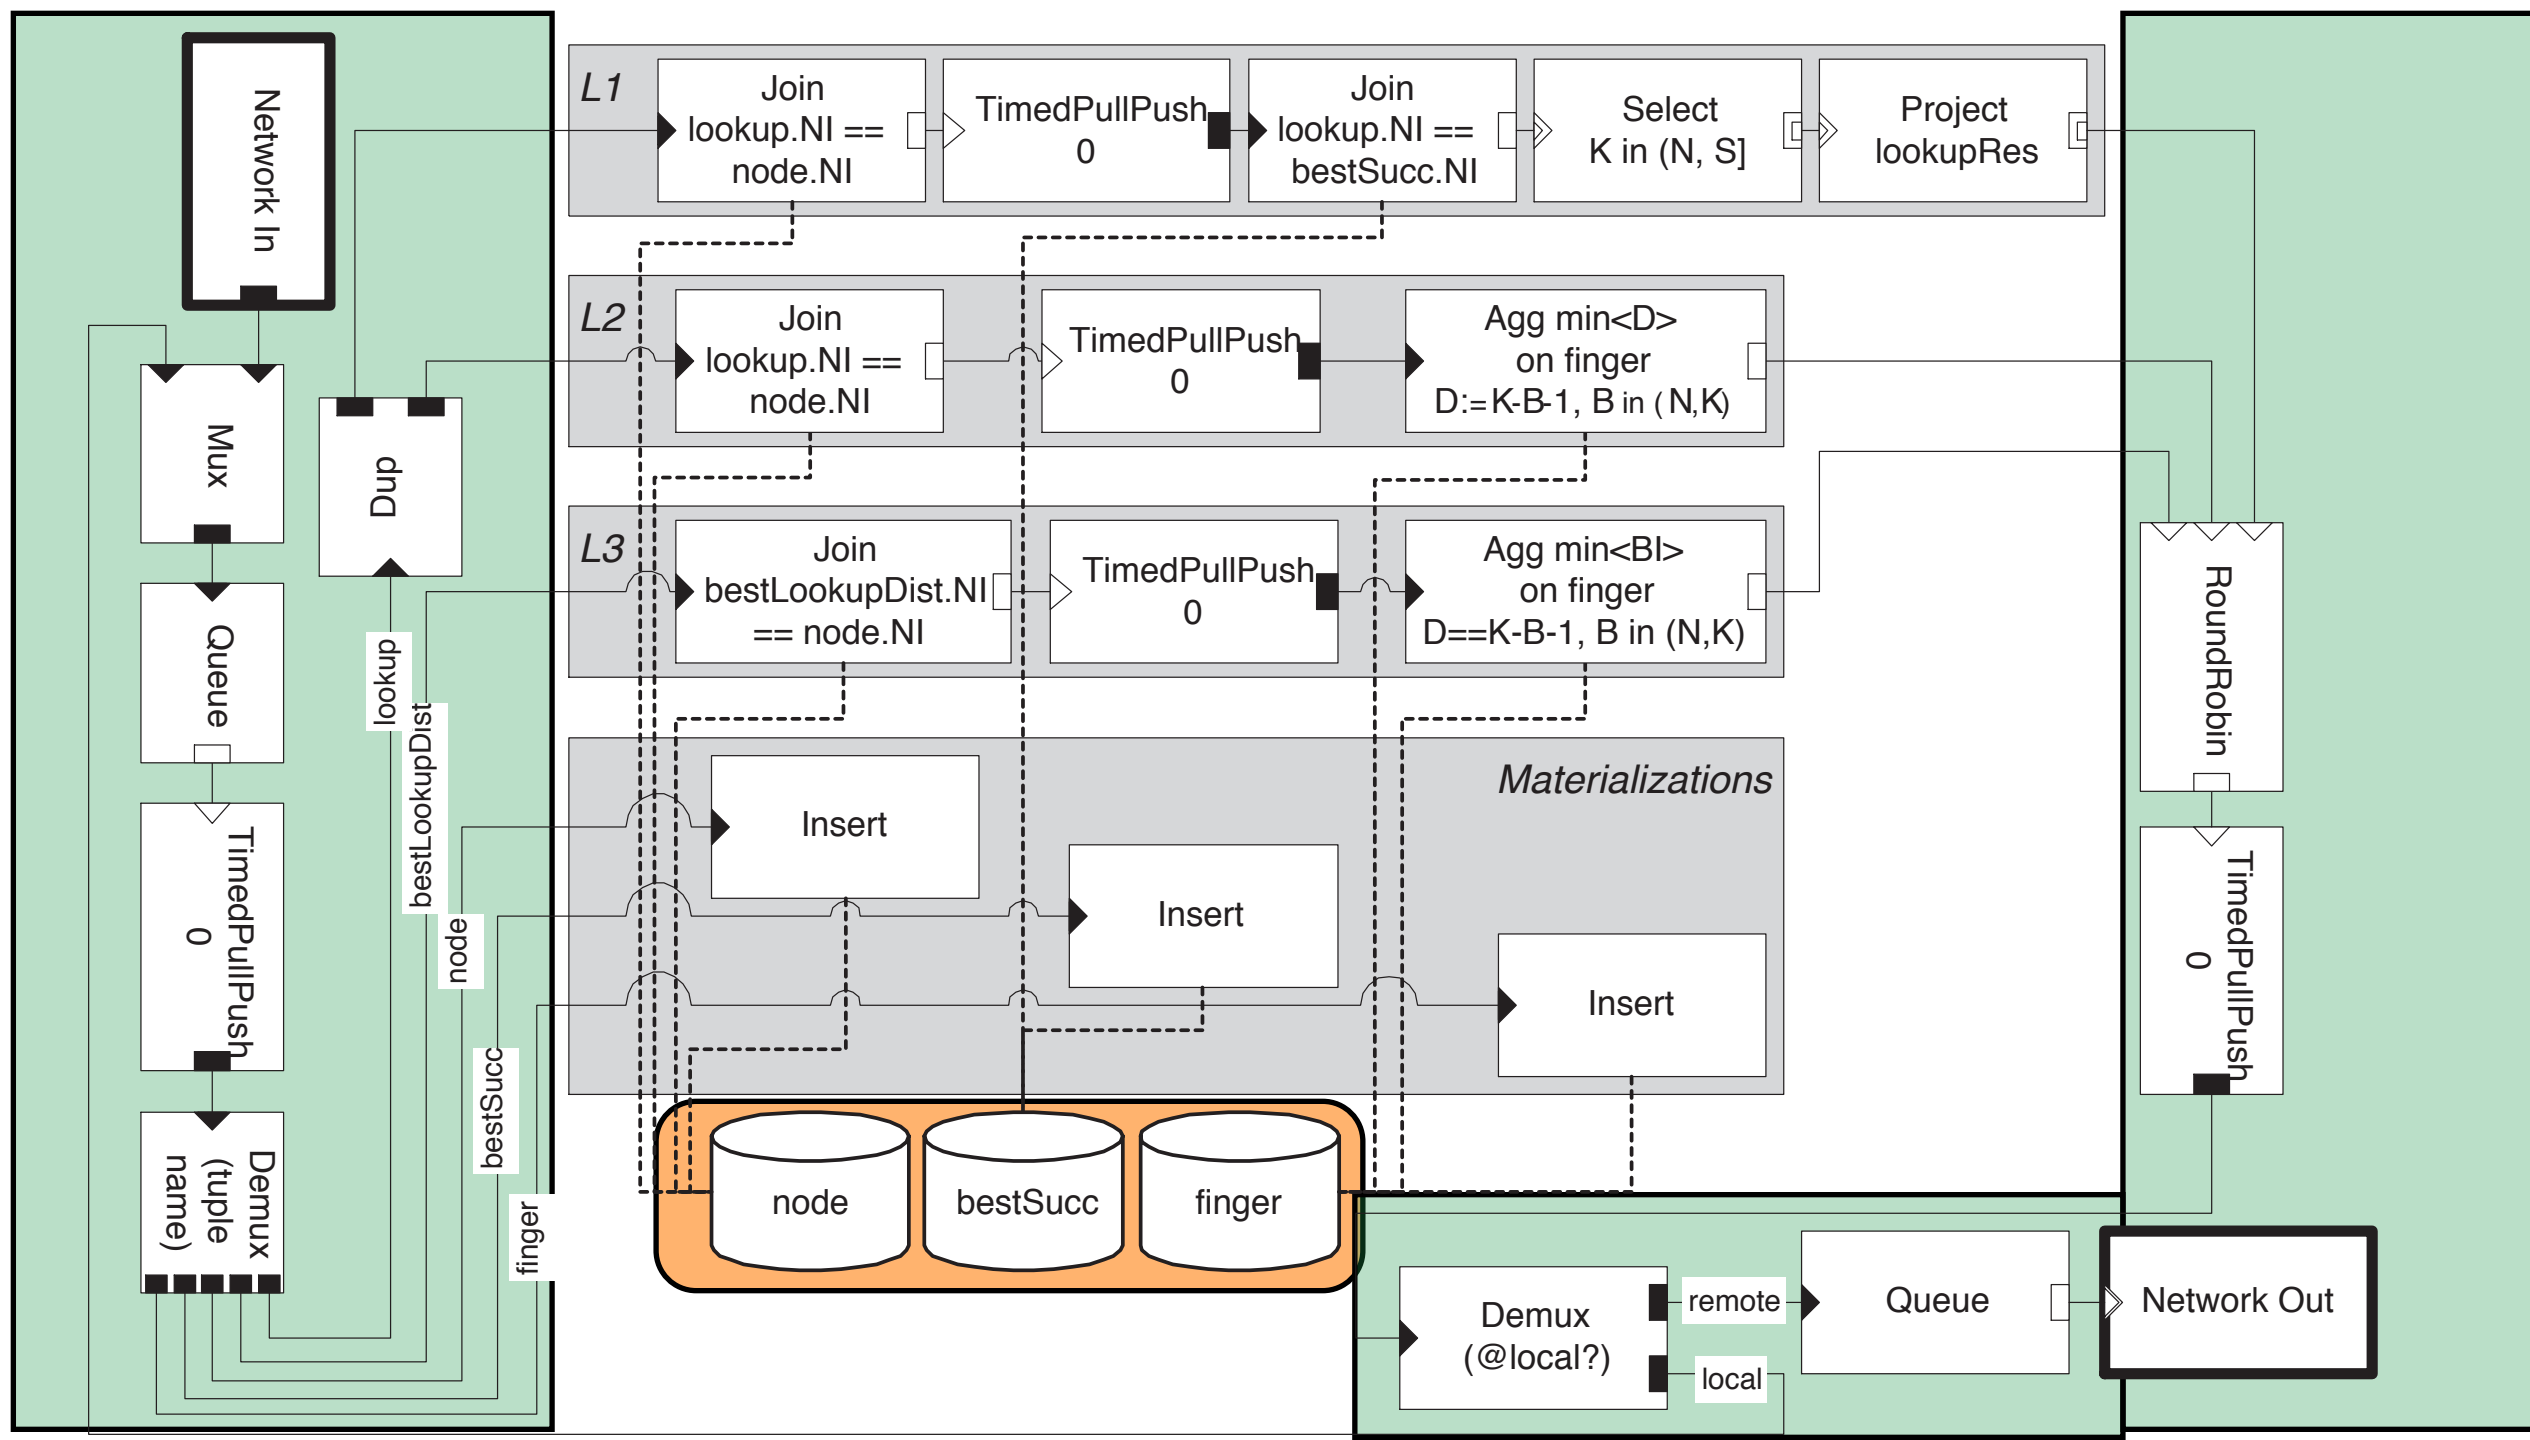 Network In
Mux
Queue
TimedPullPush
0
Demux
(tuple
name)
Dup
lookup
bestLookupDist
node
bestSucc
finger
L1
Join
lookup.NI ==
node.NI
TimedPullPush
0
Join
lookup.NI ==
bestSucc.NI
Select
K in (N, S]
Project
lookupRes
L2
Join
lookup.NI ==
node.NI
TimedPullPush
0
Agg min<D>
on finger
D:=K-B-1, B in (N,K)
L3
Join
bestLookupDist.NI
== node.NI
TimedPullPush
0
Agg min<BI>
on finger
D==K-B-1, B in (N,K)
Materializations
Insert
Insert
Insert
node
bestSucc
finger
RoundRobin
TimedPullPush
0
Demux
(@local?)
remote
local
Queue
Network Out